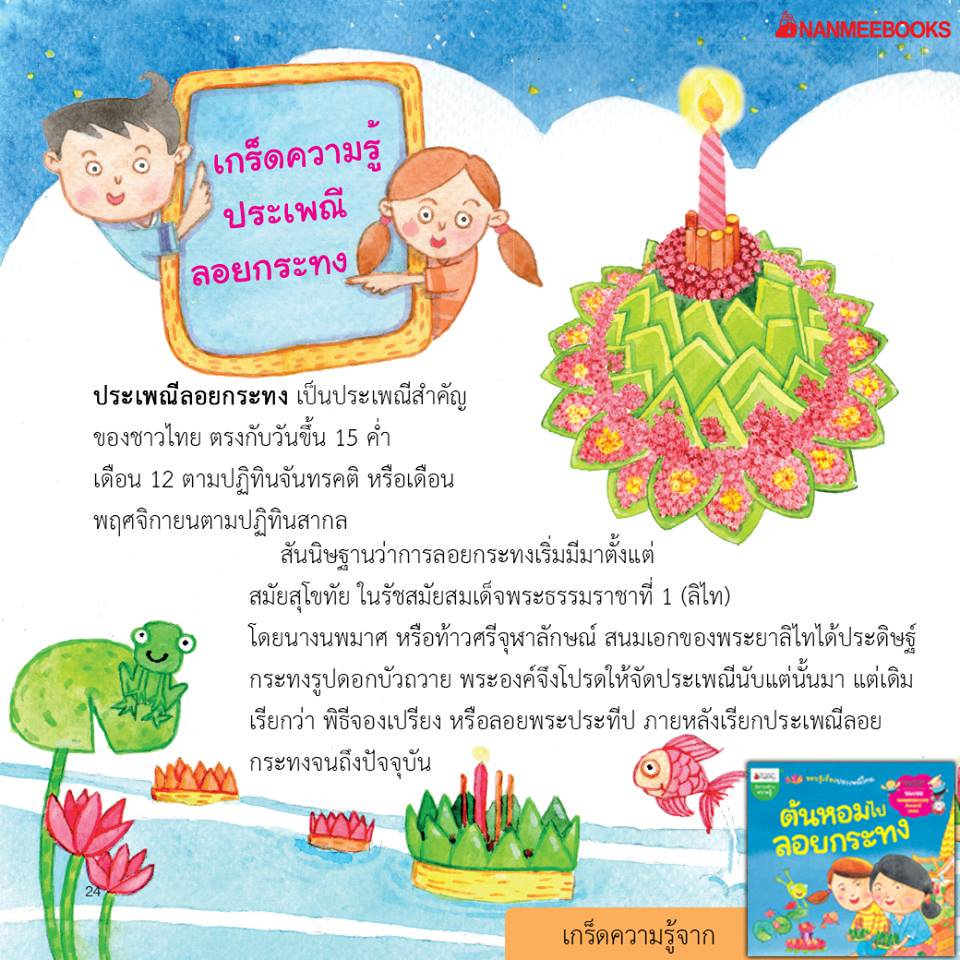 NANMEEBOOKS
เกร็ดความรู้
ประเพณี
ลอยกระทง
ประเพณีลอยกระทง เป็นประเพณีสำคัญ
ของชาวไทย ตรงกับวันขึ้น 15 ค่ำ
เดือน 12 ตามปฏิทินจันทรคติ หรือเดือน
พฤศจิกายนตามปฏิทินสากล
สันนิษฐานว่าการลอยกระทงเริ่มมีมาตั้งแต่
สมัยสุโขทัย ในรัชสมัยสมเด็จพระธรรมราชาที่ 1 (ลิไท)
โดยนางนพมาศ หรือท้าวศรีจุฬาลักษณ์ สนมเอกของพระยาลิไทได้ประดิษฐ์
กระทงรูปดอกบัวถวาย พระองค์จึงโปรดให้จัดประเพณีนับแต่นั้นมา แต่เดิม
เรียกว่า พิธีจองเปรียง หรือลอยพระประทีป ภายหลังเรียกประเพณีลอย
กระทงจนถึงปัจจุบัน
ต้นหอมไป
ลอยกระทง
24
เกร็ดความรู้จาก